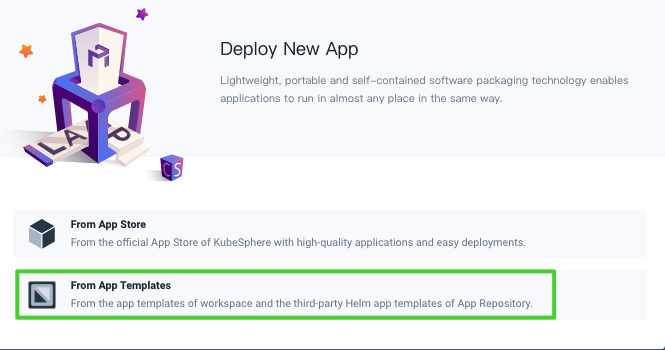 Deploy New App
Lightweight, portable and self-contained software packaging technology enables
applications to run in almost any place in the same way.
LAMP
CS
From App Store
From the official App Store of KubeSphere with high-quality applications and easy deployments.
From App Templates
From the app templates of workspace and the third-party Helm app templates of App Repository.